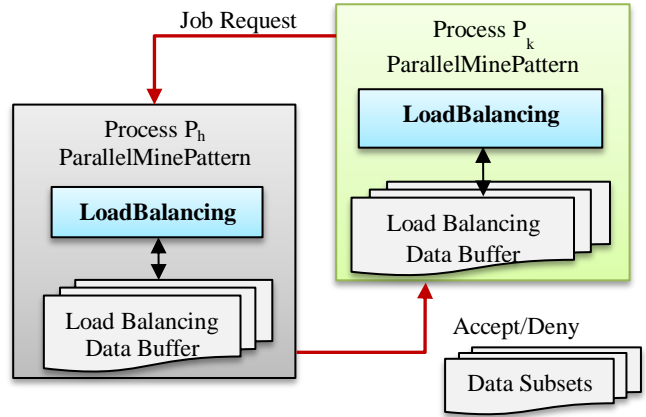 Job Request
Process Pk
ParallelMinePattern
LoadBalancing
Load Balancing
Data Buffer
Process Ph
ParallelMinePattern
LoadBalancing
Load Balancing
Data Buffer
Accept/Deny
Data Subsets